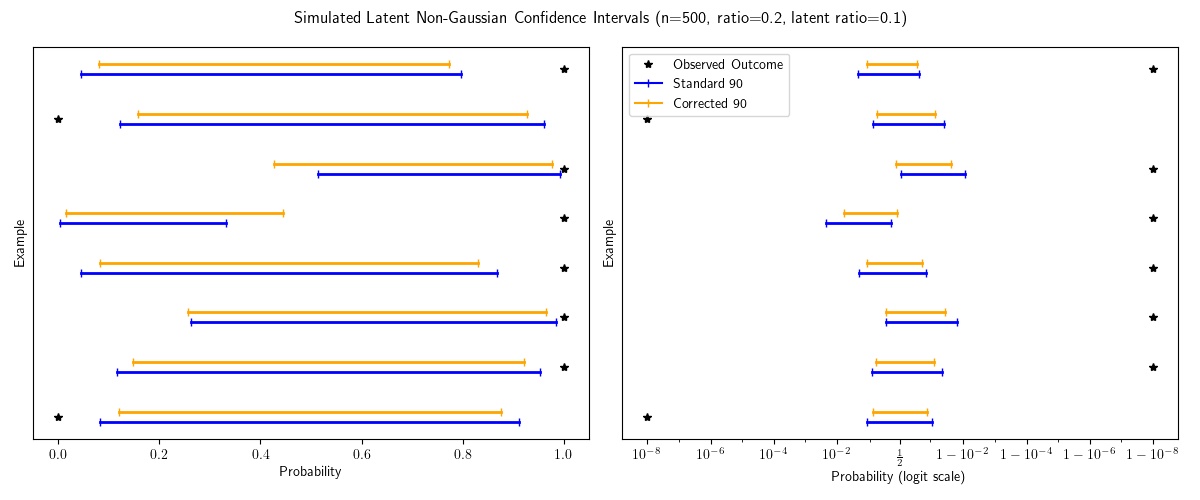 Simulated Latent Non-Gaussian Confidence Intervals (n=500, ratio=0.2, latent ratio=0.1)
Example
0.0 0.2 0.4 0.6 0.8 1.0
Probability
Observed Outcome
Standard 90
Corrected 90
Example
10⁻⁸ 10⁻⁶ 10⁻⁴ 10⁻² 1/2 1−10⁻² 1−10⁻⁴ 1−10⁻⁶ 1−10⁻⁸
Probability (logit scale)